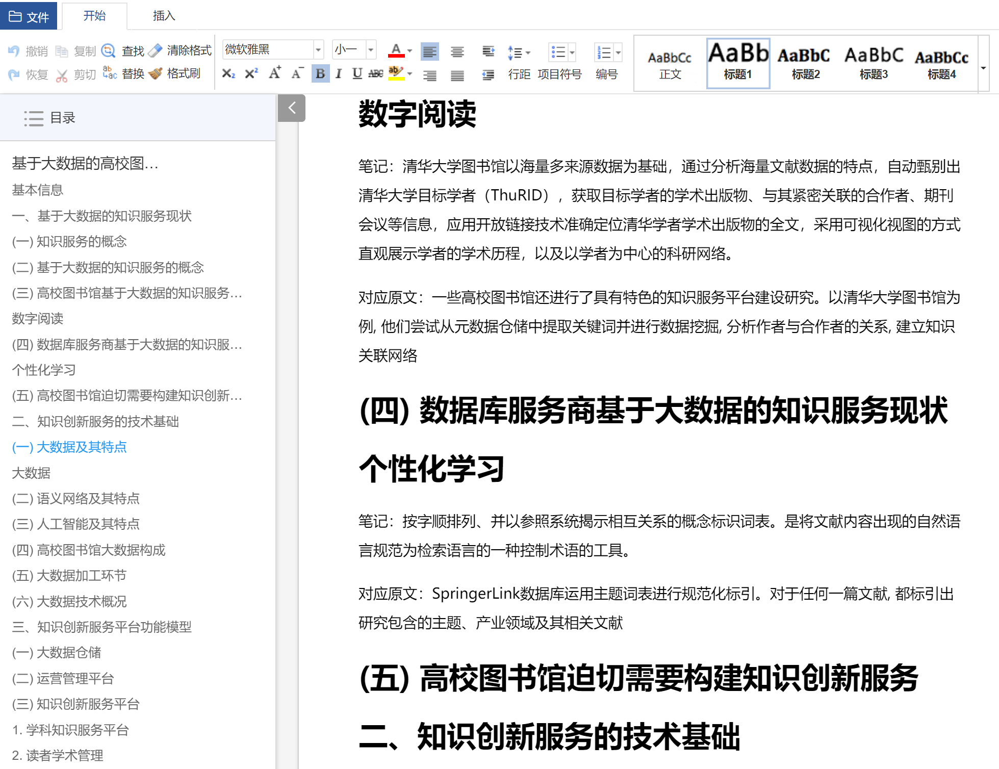 文件
开始
插入
撤销 复制 查找 清除格式
恢复 剪切 替换 格式刷
微软雅黑 小一
行距 项目符号 编号
AaBbCc AaBb AaBbC AaBbC AaBbCc
正文 标题1 标题2 标题3 标题4
目录
基于大数据的高校图...
基本信息
一、基于大数据的知识服务现状
(一) 知识服务的概念
(二) 基于大数据的知识服务的概念
(三) 高校图书馆基于大数据的知识服务...
数字阅读
(四) 数据库服务商基于大数据的知识服...
个性化学习
(五) 高校图书馆迫切需要构建知识创新...
二、知识创新服务的技术基础
(一) 大数据及其特点
大数据
(二) 语义网络及其特点
(三) 人工智能及其特点
(四) 高校图书馆大数据构成
(五) 大数据加工环节
(六) 大数据技术概况
三、知识创新服务平台功能模型
(一) 大数据仓储
(二) 运营管理平台
(三) 知识创新服务平台
1. 学科知识服务平台
2. 读者学术管理
数字阅读
笔记：清华大学图书馆以海量多来源数据为基础，通过分析海量文献数据的特点，自动甄别出
清华大学目标学者（ThuRID），获取目标学者的学术出版物、与其紧密关联的合作者、期刊
会议等信息，应用开放链接技术准确定位清华学者学术出版物的全文，采用可视化视图的方式
直观展示学者的学术历程，以及以学者为中心的科研网络。
对应原文：一些高校图书馆还进行了具有特色的知识服务平台建设研究。以清华大学图书馆为
例, 他们尝试从元数据仓储中提取关键词并进行数据挖掘, 分析作者与合作者的关系, 建立知识
关联网络
(四) 数据库服务商基于大数据的知识服务现状
个性化学习
笔记：按字顺排列、并以参照系统揭示相互关系的概念标识词表。是将文献内容出现的自然语
言规范为检索语言的一种控制术语的工具。
对应原文：SpringerLink数据库运用主题词表进行规范化标引。对于任何一篇文献, 都标引出
研究包含的主题、产业领域及其相关文献
(五) 高校图书馆迫切需要构建知识创新服务
二、知识创新服务的技术基础